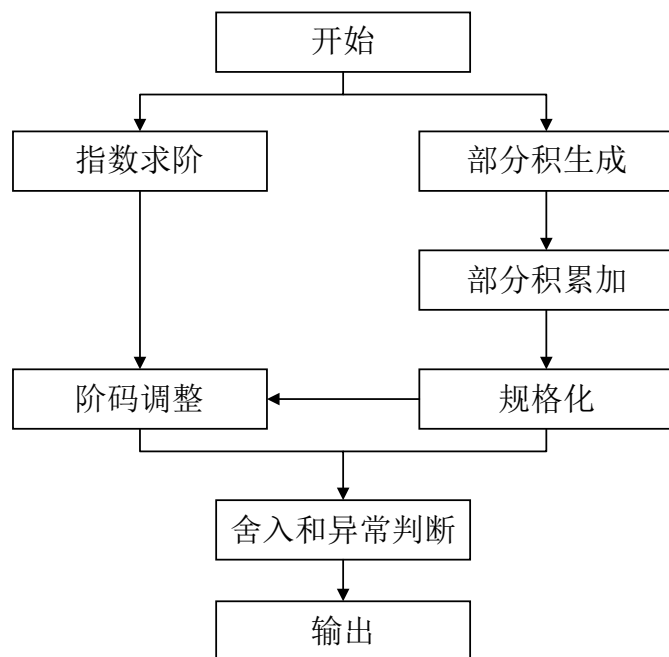 开始
指数求阶
部分积生成
部分积累加
阶码调整
规格化
舍入和异常判断
输出